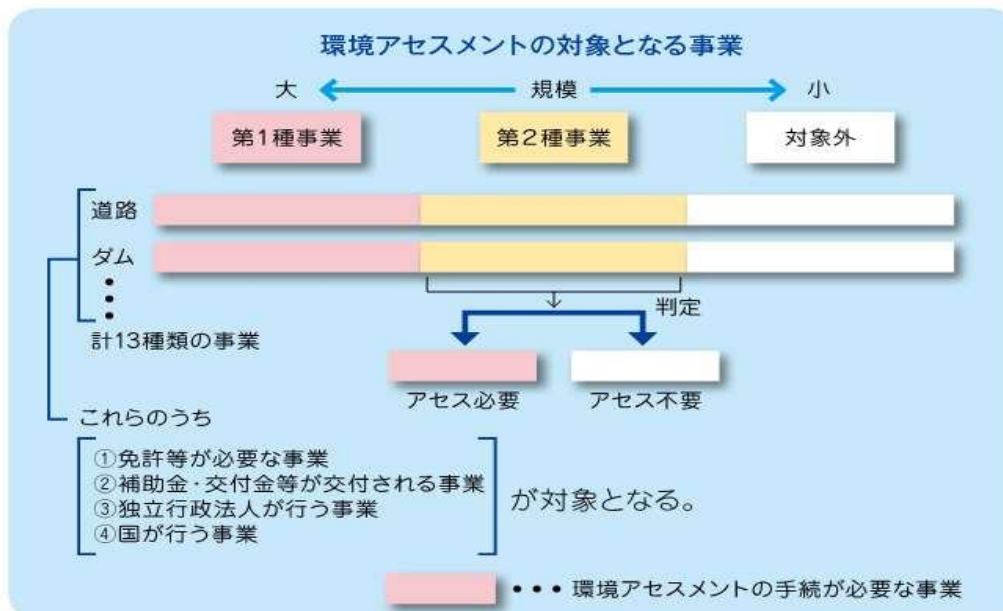 環境アセスメントの対象となる事業
大 規模 小
第1種事業 第2種事業 対象外
道路
ダム
判定
計13種類の事業
アセス必要 アセス不要
これらのうち
①免許等が必要な事業
②補助金・交付金等が交付される事業
③独立行政法人が行う事業
④国が行う事業
が対象となる。
・・・環境アセスメントの手続が必要な事業